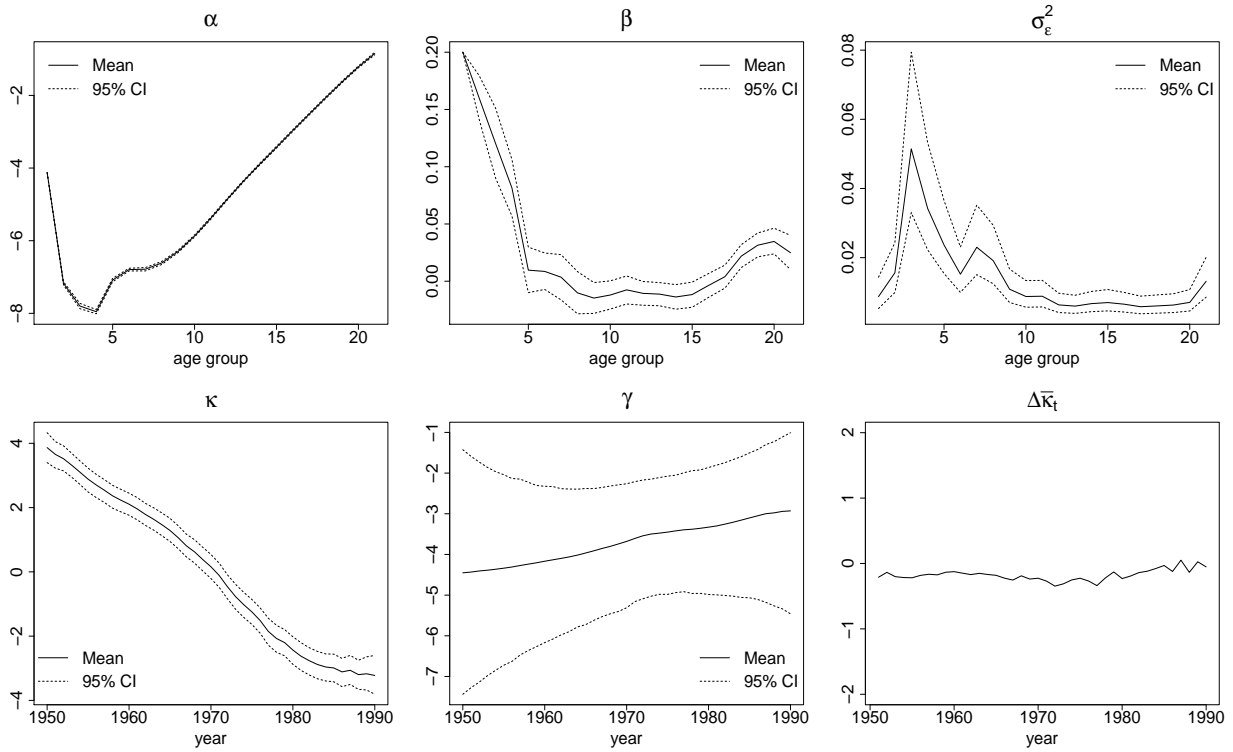 α
Mean
95% CI
−2
−4
−6
−8
5 10 15 20
age group
β
Mean
95% CI
0.20
0.15
0.10
0.05
0.00
5 10 15 20
age group
σ²ε
Mean
95% CI
0.08
0.06
0.04
0.02
5 10 15 20
age group
κ
4
2
0
−2
−4
Mean
95% CI
1950 1960 1970 1980 1990
year
γ
−1
−2
−3
−4
−5
−6
−7
Mean
95% CI
1950 1960 1970 1980 1990
year
Δκ̅t
2
1
0
−1
−2
1950 1960 1970 1980 1990
year